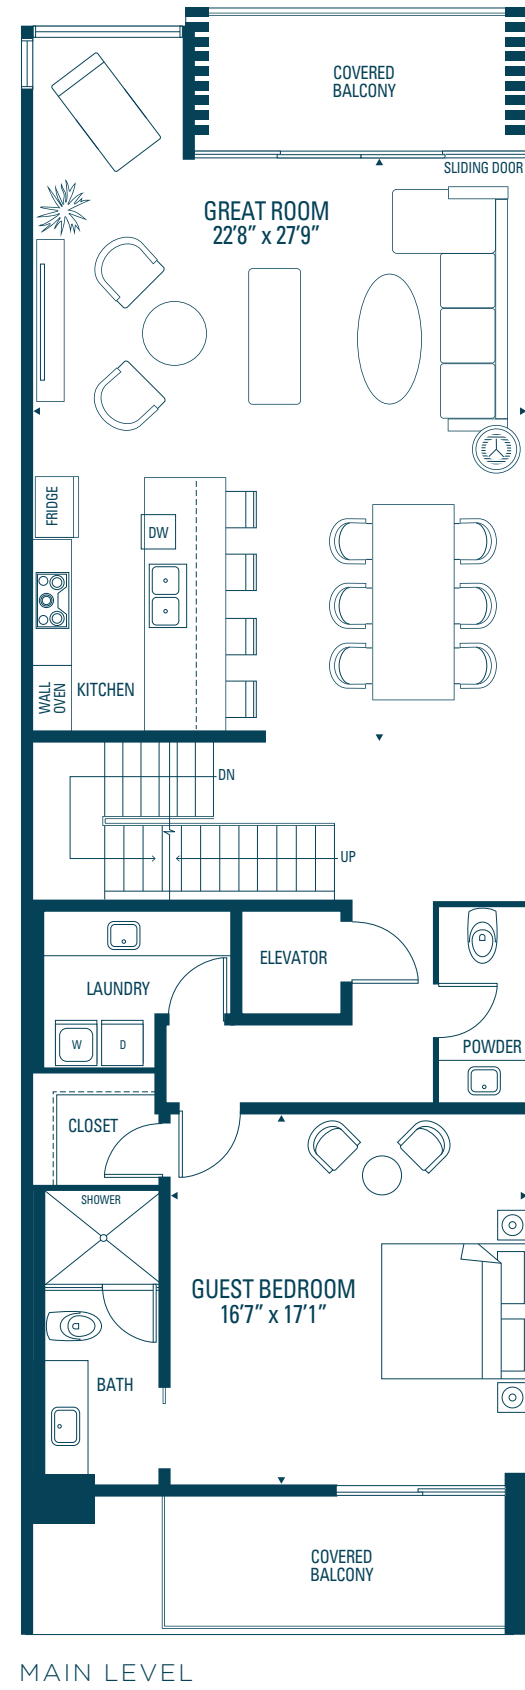 COVERED
BALCONY
SLIDING DOOR
GREAT ROOM
22'8" x 27'9"
FRIDGE
DW
WALL
OVEN
KITCHEN
DN
UP
ELEVATOR
LAUNDRY
W
D
POWDER
CLOSET
SHOWER
GUEST BEDROOM
16'7" x 17'1"
BATH
COVERED
BALCONY
MAIN LEVEL